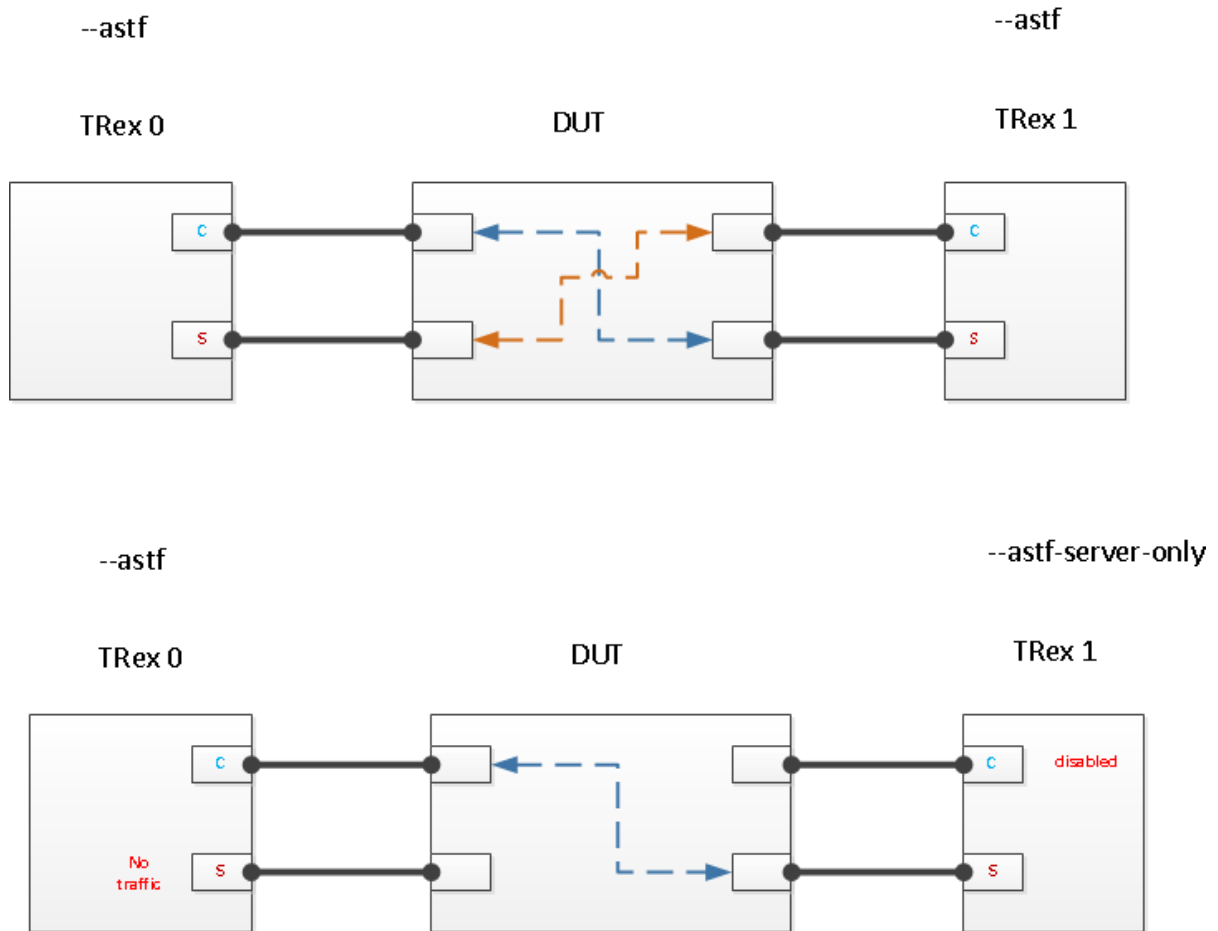 --astf
--astf
TRex 0
DUT
TRex 1
C
C
S
S
--astf
--astf-server-only
TRex 0
DUT
TRex 1
C
C
disabled
No
traffic
S
S